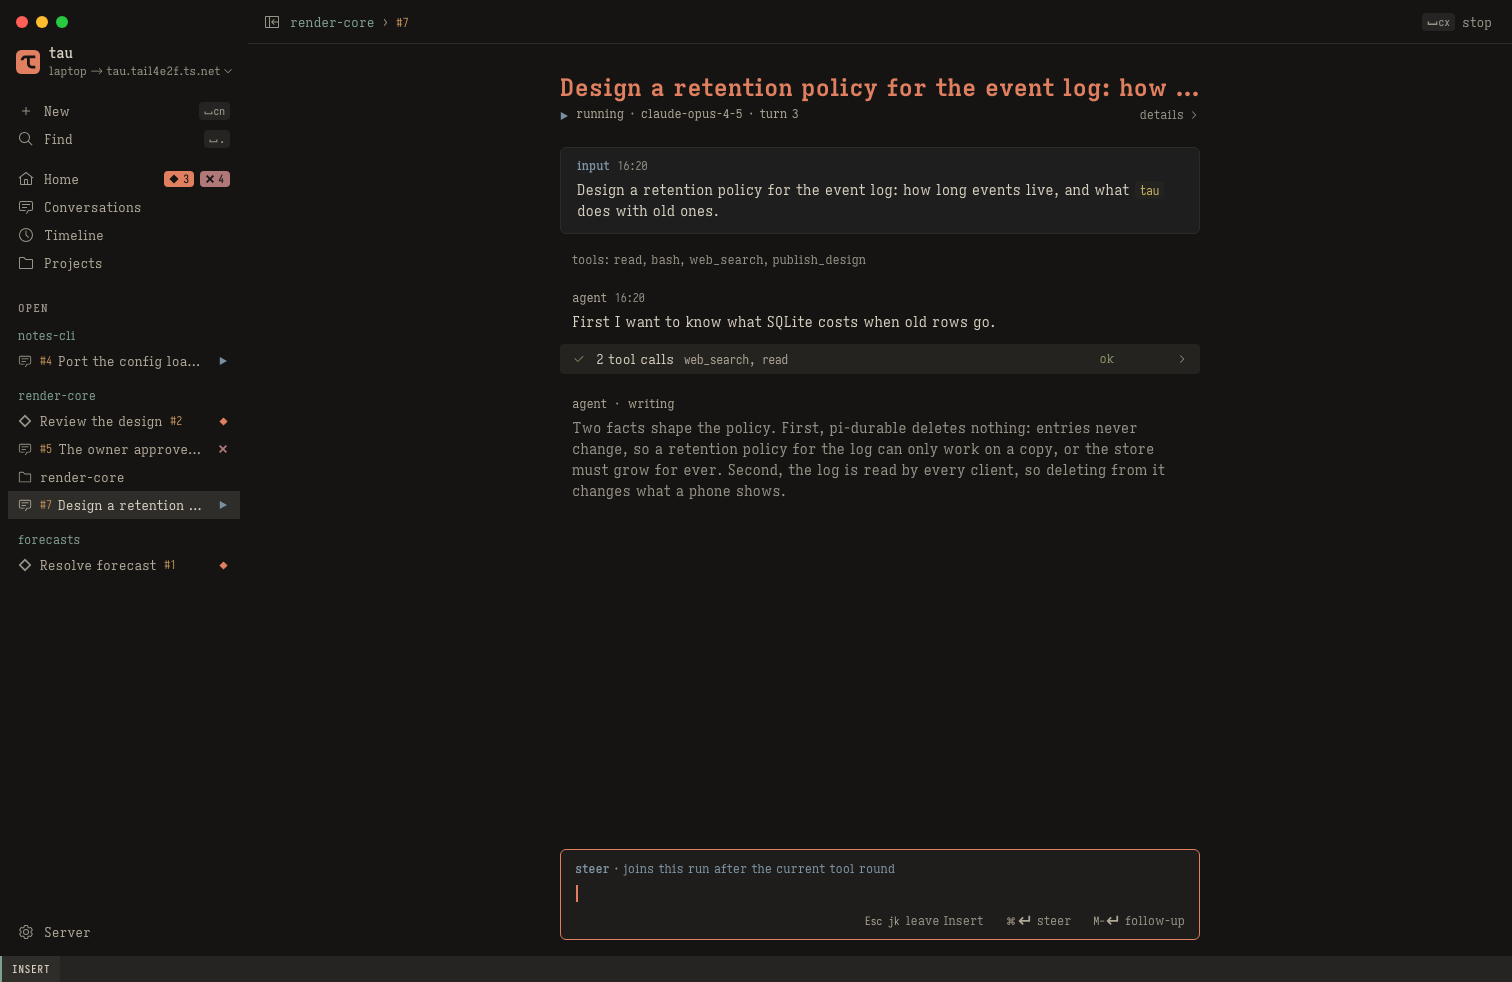 tau
laptop → tau.tail4e2f.ts.net
+ New ⎵cn
Find ⎵.
Home ◆ 3 ✕ 4
Conversations
Timeline
Projects
OPEN
notes-cli
#4 Port the config loa...
render-core
Review the design #2
#5 The owner approve...
render-core
#7 Design a retention ...
forecasts
Resolve forecast #1
Server
INSERT
render-core › #7
⎵cx stop
Design a retention policy for the event log: how ...
running · claude-opus-4-5 · turn 3
details >
input 16:20
Design a retention policy for the event log: how long events live, and what tau
does with old ones.
tools: read, bash, web_search, publish_design
agent 16:20
First I want to know what SQLite costs when old rows go.
✓ 2 tool calls web_search, read ok >
agent · writing
Two facts shape the policy. First, pi-durable deletes nothing: entries never
change, so a retention policy for the log can only work on a copy, or the store
must grow for ever. Second, the log is read by every client, so deleting from it
changes what a phone shows.
steer · joins this run after the current tool round
Esc jk leave Insert ⌘↵ steer M-↵ follow-up